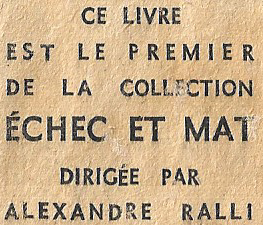 CE LIVRE
EST LE PREMIER
DE LA COLLECTION
ÉCHEC ET MAT
DIRIGÉE PAR
ALEXANDRE RALLI